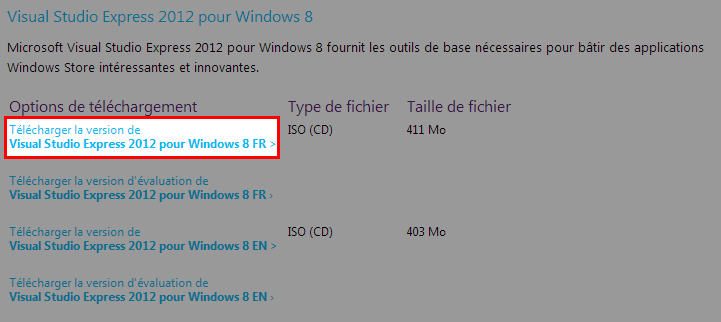 Visual Studio Express 2012 pour Windows 8
Microsoft Visual Studio Express 2012 pour Windows 8 fournit les outils de base nécessaires pour bâtir des applications
Windows Store intéressantes et innovantes.
Options de téléchargement Type de fichier Taille de fichier
Télécharger la version de ISO (CD) 411 Mo
Visual Studio Express 2012 pour Windows 8 FR >
Télécharger la version d'évaluation de
Visual Studio Express 2012 pour Windows 8 FR ›
Télécharger la version de ISO (CD) 403 Mo
Visual Studio Express 2012 pour Windows 8 EN >
Télécharger la version d'évaluation de
Visual Studio Express 2012 pour Windows 8 EN ›